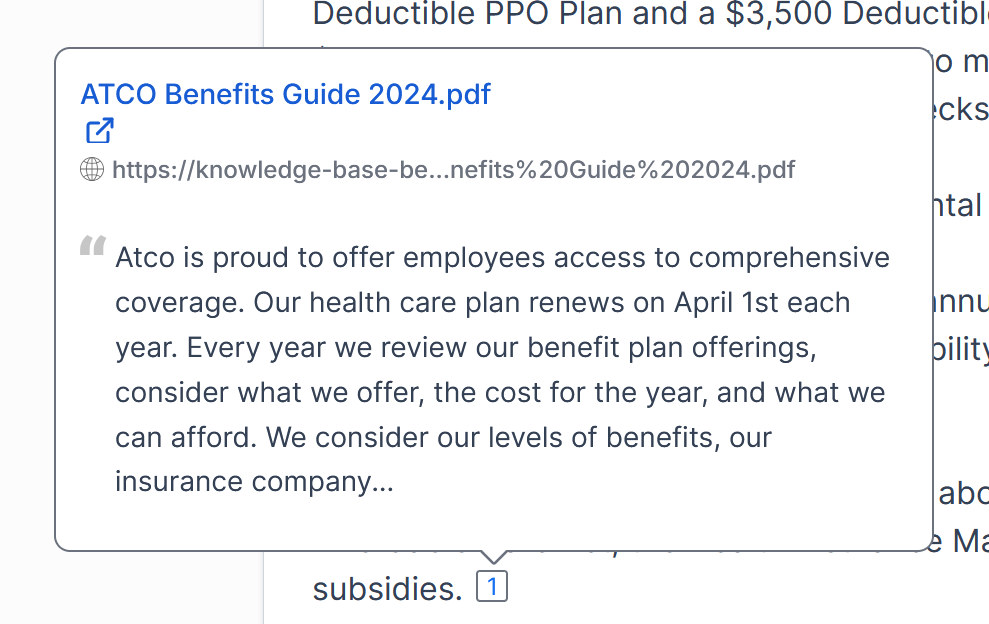 Deductible PPO Plan and a $3,500 Deductibl
o m
ecks
ATCO Benefits Guide 2024.pdf
https://knowledge-base-be...nefits%20Guide%202024.pdf
ntal
“
Atco is proud to offer employees access to comprehensive
coverage. Our health care plan renews on April 1st each
annu
year. Every year we review our benefit plan offerings,
bility
consider what we offer, the cost for the year, and what we
can afford. We consider our levels of benefits, our
insurance company...
abo
e Ma
subsidies. 1